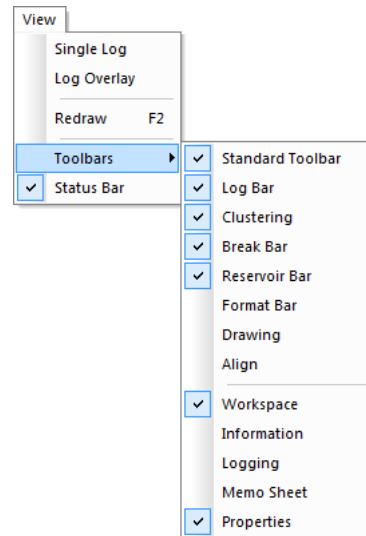 View
Single Log
Log Overlay
Redraw F2
Toolbars
Status Bar
Standard Toolbar
Log Bar
Clustering
Break Bar
Reservoir Bar
Format Bar
Drawing
Align
Workspace
Information
Logging
Memo Sheet
Properties